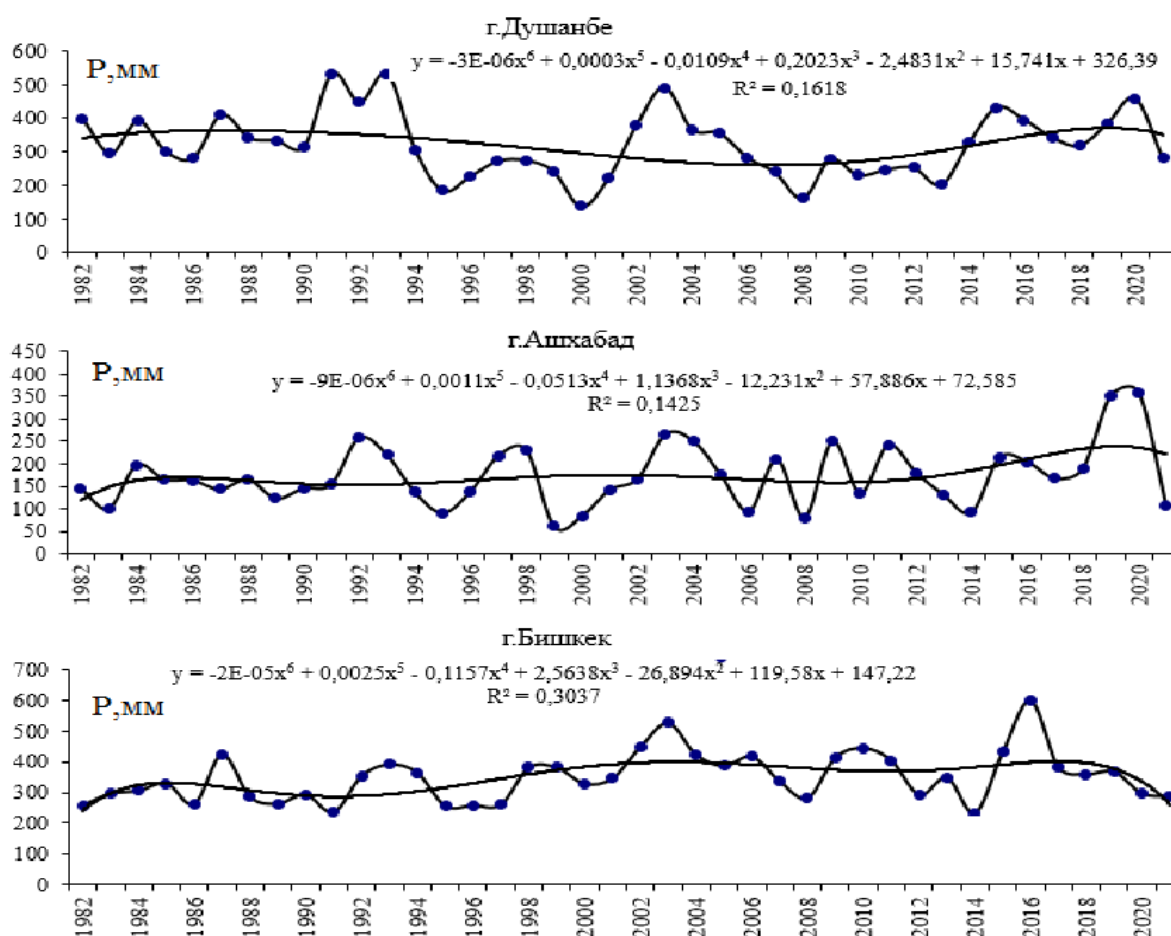 г.Душанбе
600
500
400
300
200
100
0
P,мм
y = -3E-06x⁶ + 0,0003x⁵ - 0,0109x⁴ + 0,2023x³ - 2,4831x² + 15,741x + 326,39
R² = 0,1618
1982 1984 1986 1988 1990 1992 1994 1996 1998 2000 2002 2004 2006 2008 2010 2012 2014 2016 2018 2020
г.Ашхабад
450
400
350
300
250
200
150
100
50
0
P,мм
y = -9E-06x⁶ + 0,0011x⁵ - 0,0513x⁴ + 1,1368x³ - 12,231x² + 57,886x + 72,585
R² = 0,1425
1982 1984 1986 1988 1990 1992 1994 1996 1998 2000 2002 2004 2006 2008 2010 2012 2014 2016 2018 2020
г.Бишкек
700
600
500
400
300
200
100
0
P,мм
y = -2E-05x⁶ + 0,0025x⁵ - 0,1157x⁴ + 2,5638x³ - 26,894x² + 119,58x + 147,22
R² = 0,3037
1982 1984 1986 1988 1990 1992 1994 1996 1998 2000 2002 2004 2006 2008 2010 2012 2014 2016 2018 2020